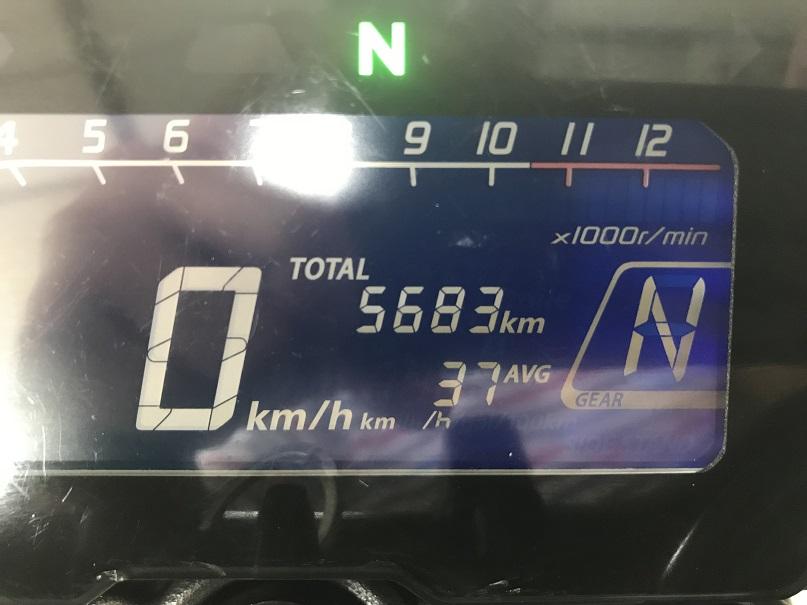 N
4 5 6 9 10 11 12
x1000r/min
TOTAL
5683km
N
37 AVG
GEAR
0 km/h km /h